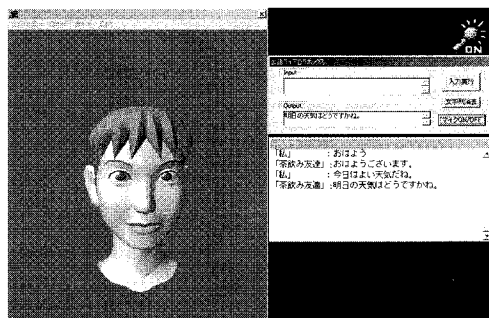 ON
Input
入力実行
文字列消去
Output
明日の天気はどうですかね。
マイクON/OFF
「私」 : おはよう
「茶飲み友達」: おはようございます。
「私」 : 今日はよい天気だね。
「茶飲み友達」: 明日の天気はどうですかね。